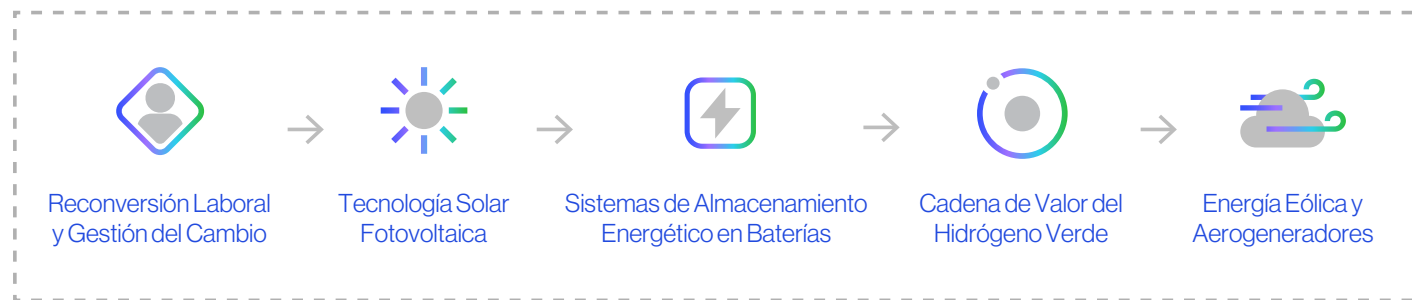 Reconversión Laboral
y Gestión del Cambio
Tecnología Solar
Fotovoltaica
Sistemas de Almacenamiento
Energético en Baterías
Cadena de Valor del
Hidrógeno Verde
Energía Eólica y
Aerogeneradores